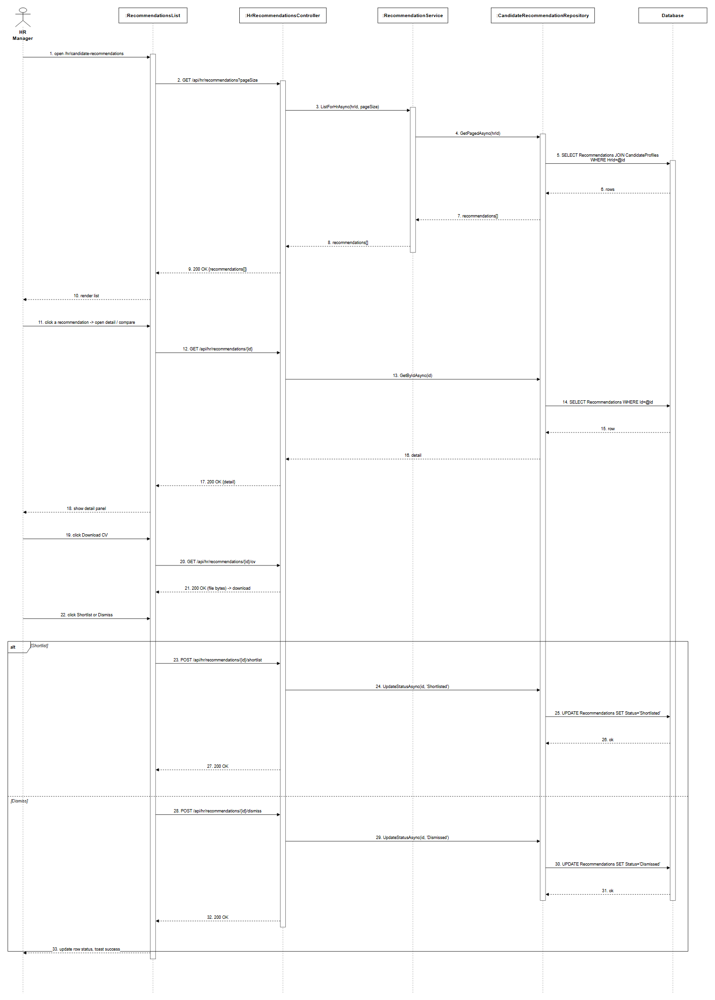 HR
Manager
:RecommendationsList
:HrRecommendationsController
:RecommendationService
:CandidateRecommendationRepository
Database
1. open /hr/candidate-recommendations
2. GET /api/hr/recommendations?pageSize
3. ListForHrAsync(hrId, pageSize)
4. GetPagedAsync(hrId)
5. SELECT Recommendations JOIN CandidateProfiles
WHERE HrId=@id
6. rows
7. recommendations[]
8. recommendations[]
9. 200 OK {recommendations[]}
10. render list
11. click a recommendation -> open detail / compare
12. GET /api/hr/recommendations/{id}
13. GetByIdAsync(id)
14. SELECT Recommendations WHERE Id=@id
15. row
16. detail
17. 200 OK {detail}
18. show detail panel
19. click Download CV
20. GET /api/hr/recommendations/{id}/cv
21. 200 OK (file bytes) -> download
22. click Shortlist or Dismiss
alt
[Shortlist]
23. POST /api/hr/recommendations/{id}/shortlist
24. UpdateStatusAsync(id, 'Shortlisted')
25. UPDATE Recommendations SET Status='Shortlisted'
26. ok
27. 200 OK
[Dismiss]
28. POST /api/hr/recommendations/{id}/dismiss
29. UpdateStatusAsync(id, 'Dismissed')
30. UPDATE Recommendations SET Status='Dismissed'
31. ok
32. 200 OK
33. update row status, toast success